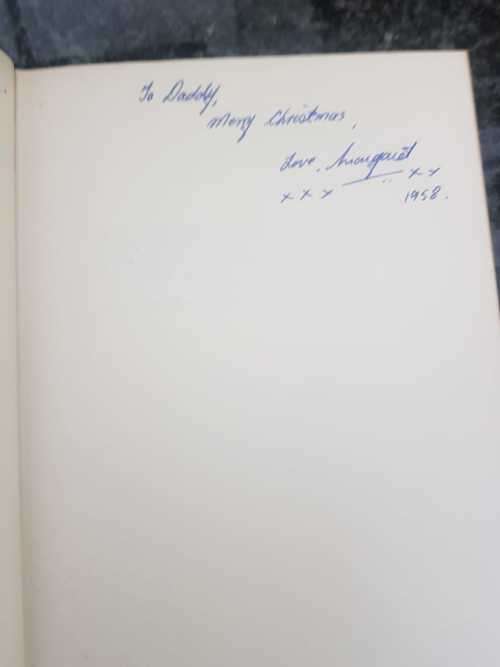 To Daddy,
Merry Christmas,
Love, Margaret
x x x x x
1958.